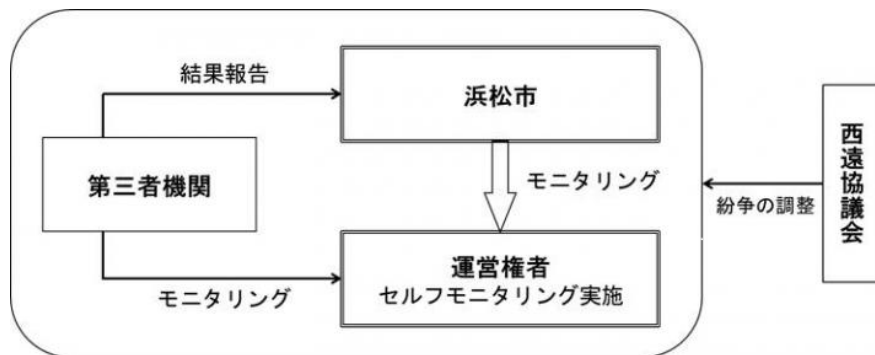 結果報告
浜松市
第三者機関
モニタリング
西遠協議会
紛争の調整
モニタリング
運営権者
セルフモニタリング実施